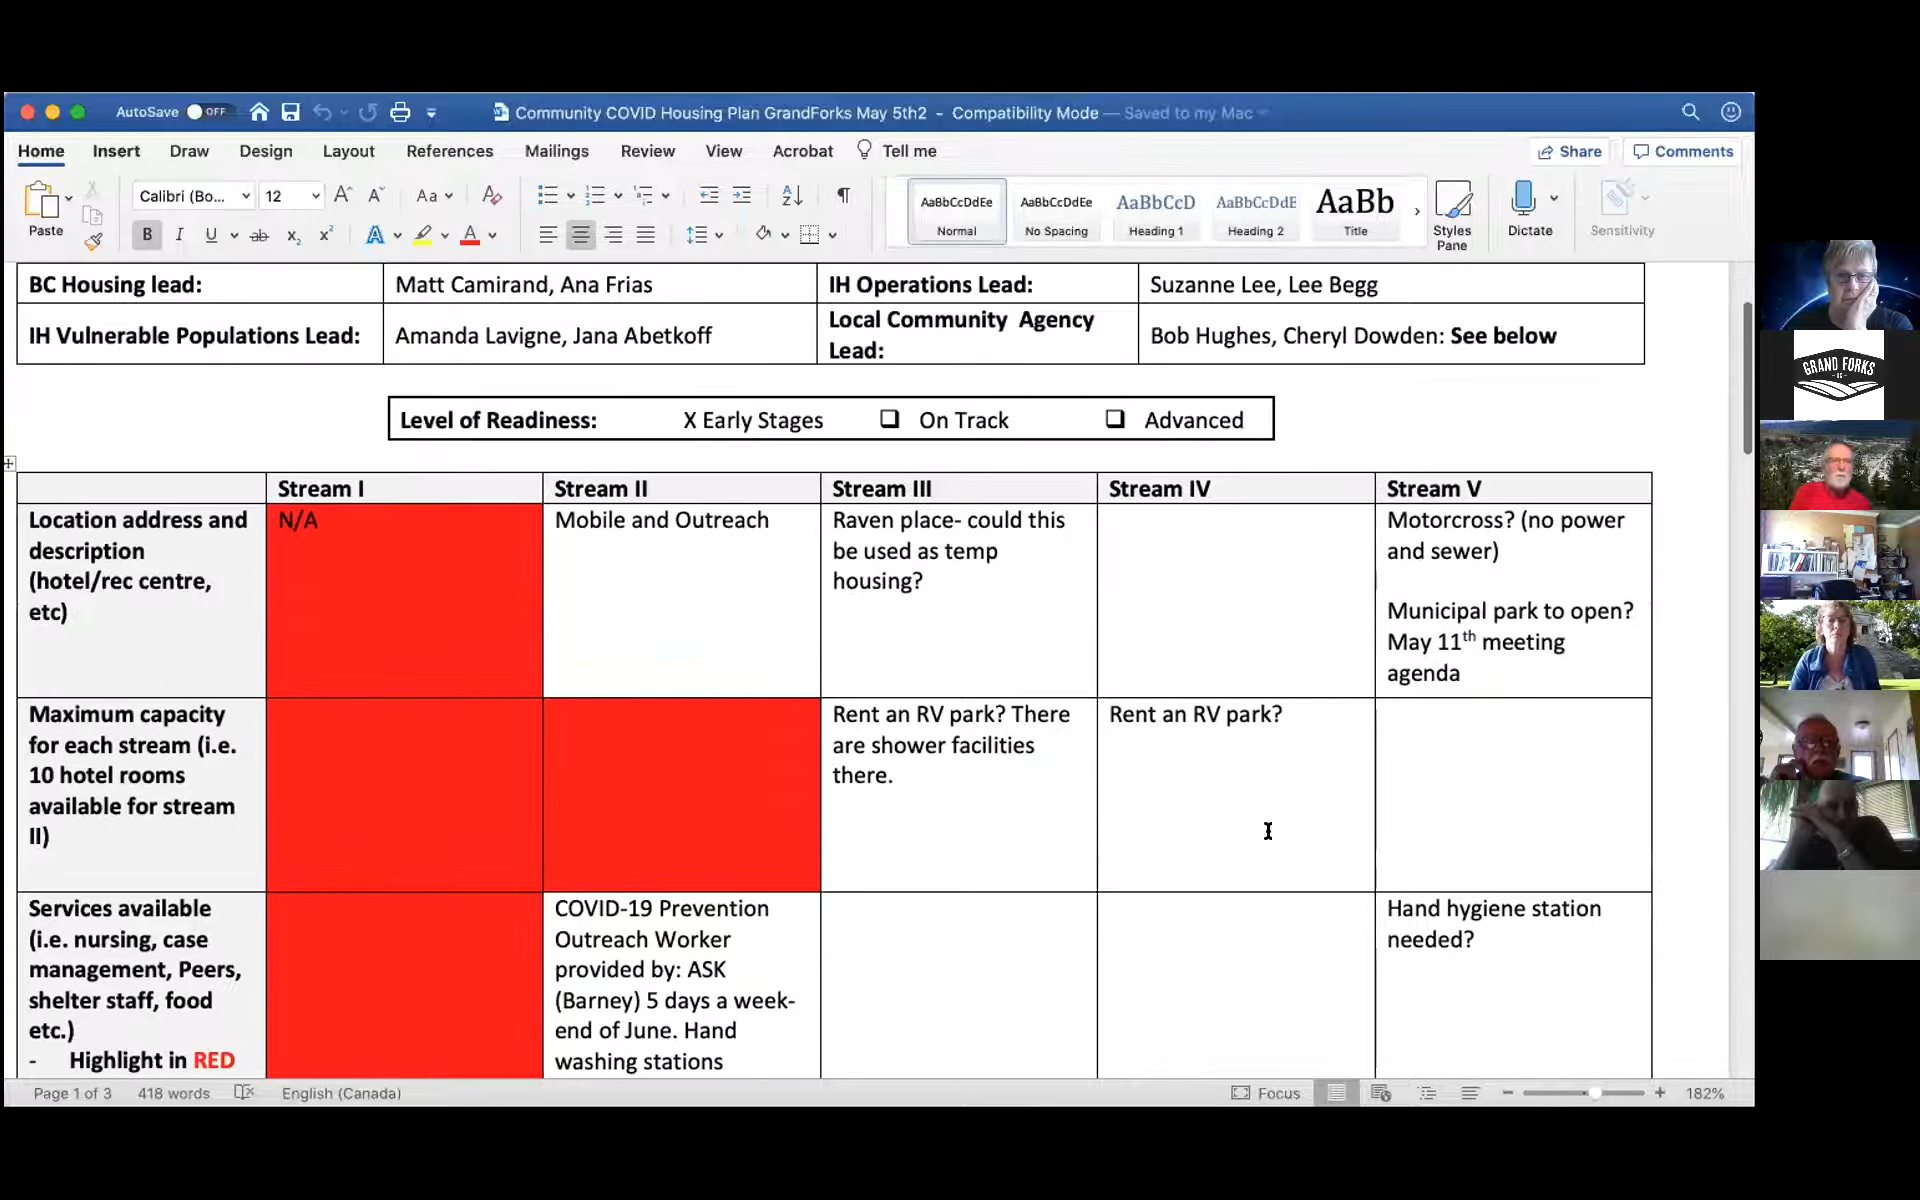 AutoSave OFF
Community COVID Housing Plan GrandForks May 5th2 - Compatibility Mode — Saved to my Mac
Home Insert Draw Design Layout References Mailings Review View Acrobat Tell me Share Comments
Paste
Calibri (Bo... 12
AaBbCcDdEe
Normal
AaBbCcDdEe
No Spacing
AaBbCcD
Heading 1
AaBbCcDdE
Heading 2
AaBb
Title
Styles
Pane
Dictate
Sensitivity
BC Housing lead: Matt Camirand, Ana Frias IH Operations Lead: Suzanne Lee, Lee Begg
IH Vulnerable Populations Lead: Amanda Lavigne, Jana Abetkoff
Local Community Agency
Lead:
Bob Hughes, Cheryl Dowden: See below
Level of Readiness: X Early Stages ❑ On Track ❑ Advanced
Stream I Stream II Stream III Stream IV Stream V
Location address and
description
(hotel/rec centre,
etc)
N/A
Mobile and Outreach
Raven place- could this
be used as temp
housing?
Motorcross? (no power
and sewer)
Municipal park to open?
May 11th meeting
agenda
Maximum capacity
for each stream (i.e.
10 hotel rooms
available for stream
II)
Rent an RV park? There
are shower facilities
there.
Rent an RV park?
Services available
(i.e. nursing, case
management, Peers,
shelter staff, food
etc.)
- Highlight in RED
COVID-19 Prevention
Outreach Worker
provided by: ASK
(Barney) 5 days a week-
end of June. Hand
washing stations
Hand hygiene station
needed?
Page 1 of 3 418 words English (Canada) Focus 182%
GRAND FORKS
BC